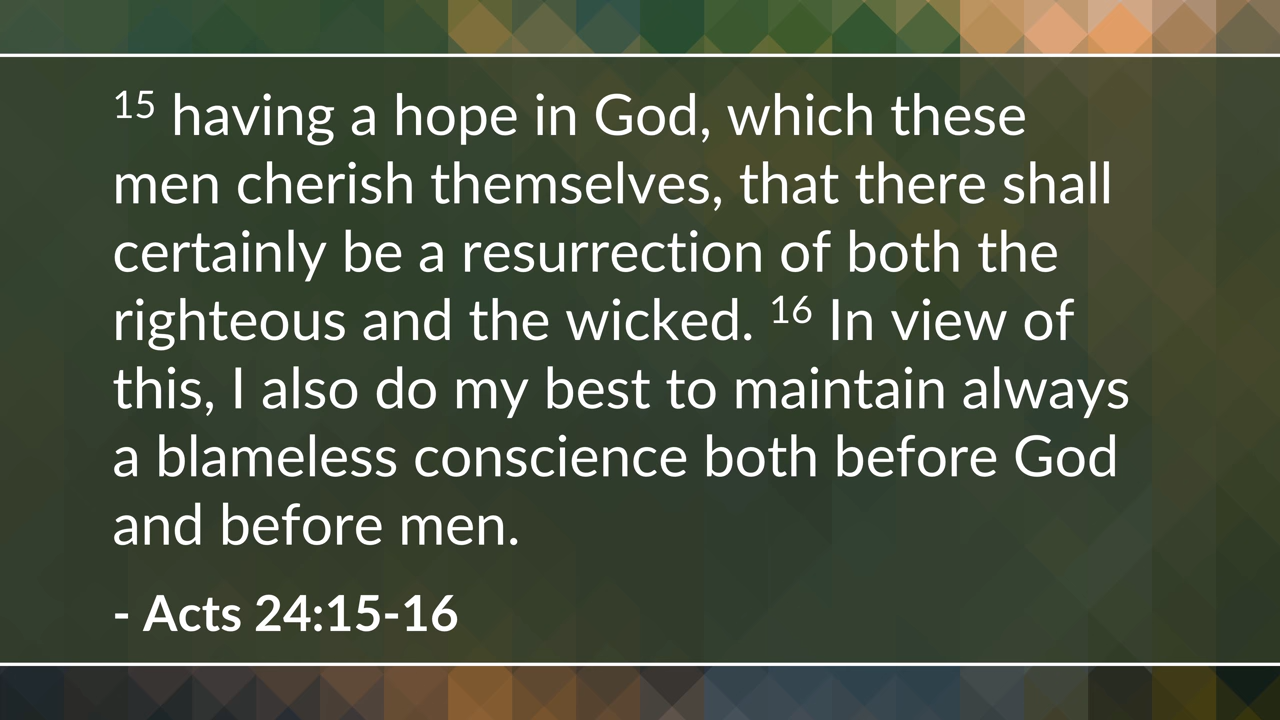 15 having a hope in God, which these
men cherish themselves, that there shall
certainly be a resurrection of both the
righteous and the wicked. 16 In view of
this, I also do my best to maintain always
a blameless conscience both before God
and before men.
- Acts 24:15-16